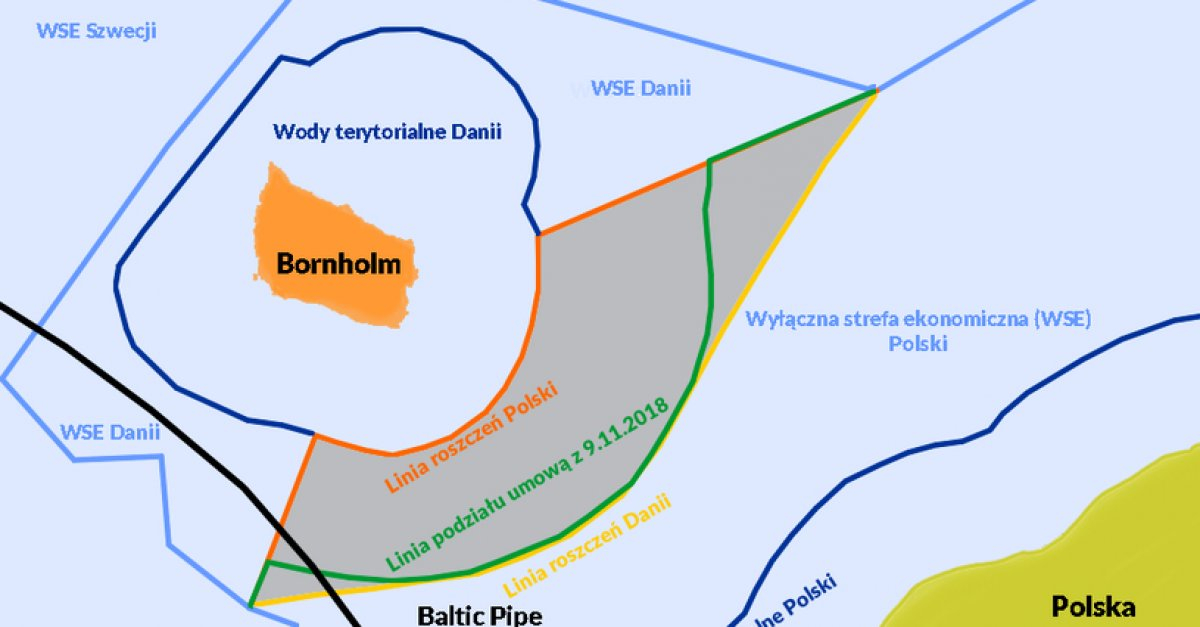 WSE Szwecji
WSE Danii
Wody terytorialne Danii
Bornholm
Wyłączna strefa ekonomiczna (WSE)
Polski
Linia roszczeń Polski
Linia podziału umową z 9.11.2018
WSE Danii
Linia roszczeń Danii
Baltic Pipe
lne Polski
Polska